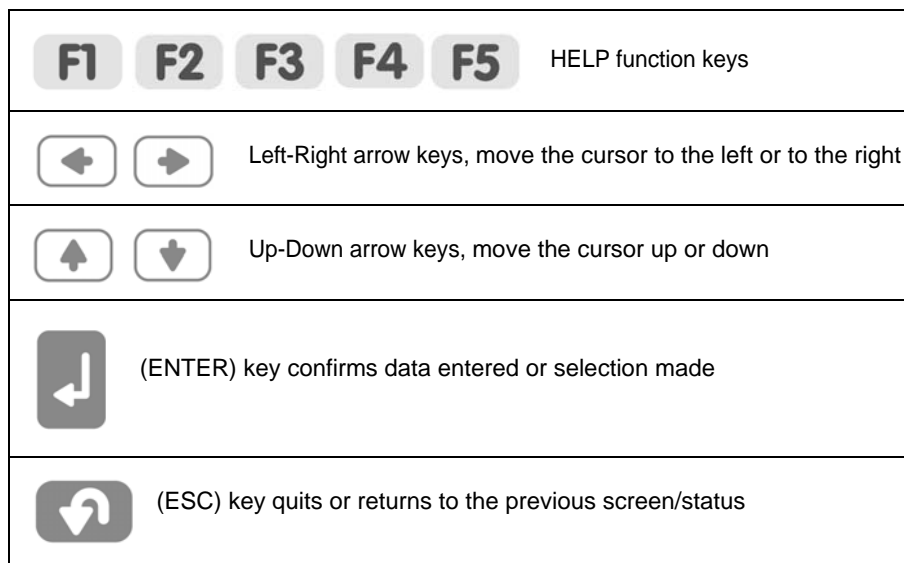 F1 F2 F3 F4 F5 HELP function keys
Left-Right arrow keys, move the cursor to the left or to the right
Up-Down arrow keys, move the cursor up or down
(ENTER) key confirms data entered or selection made
(ESC) key quits or returns to the previous screen/status